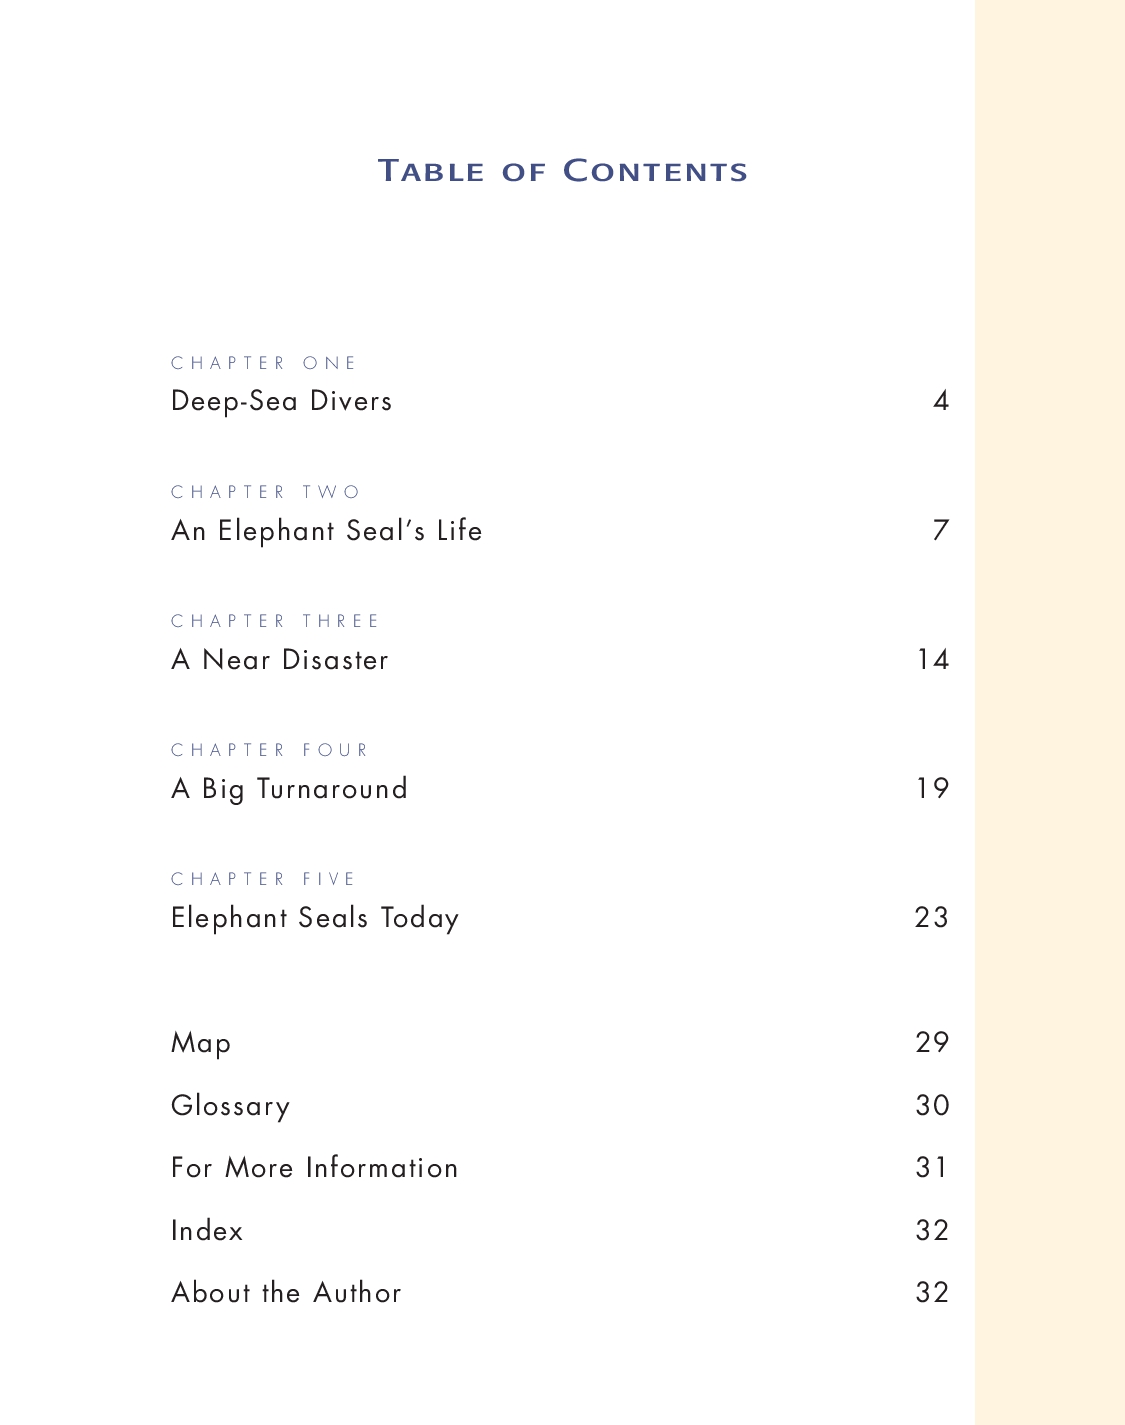 TABLE OF CONTENTS
CHAPTER ONE
Deep-Sea Divers 4
CHAPTER TWO
An Elephant Seal’s Life 7
CHAPTER THREE
A Near Disaster 14
CHAPTER FOUR
A Big Turnaround 19
CHAPTER FIVE
Elephant Seals Today 23
Map 29
Glossary 30
For More Information 31
Index 32
About the Author 32